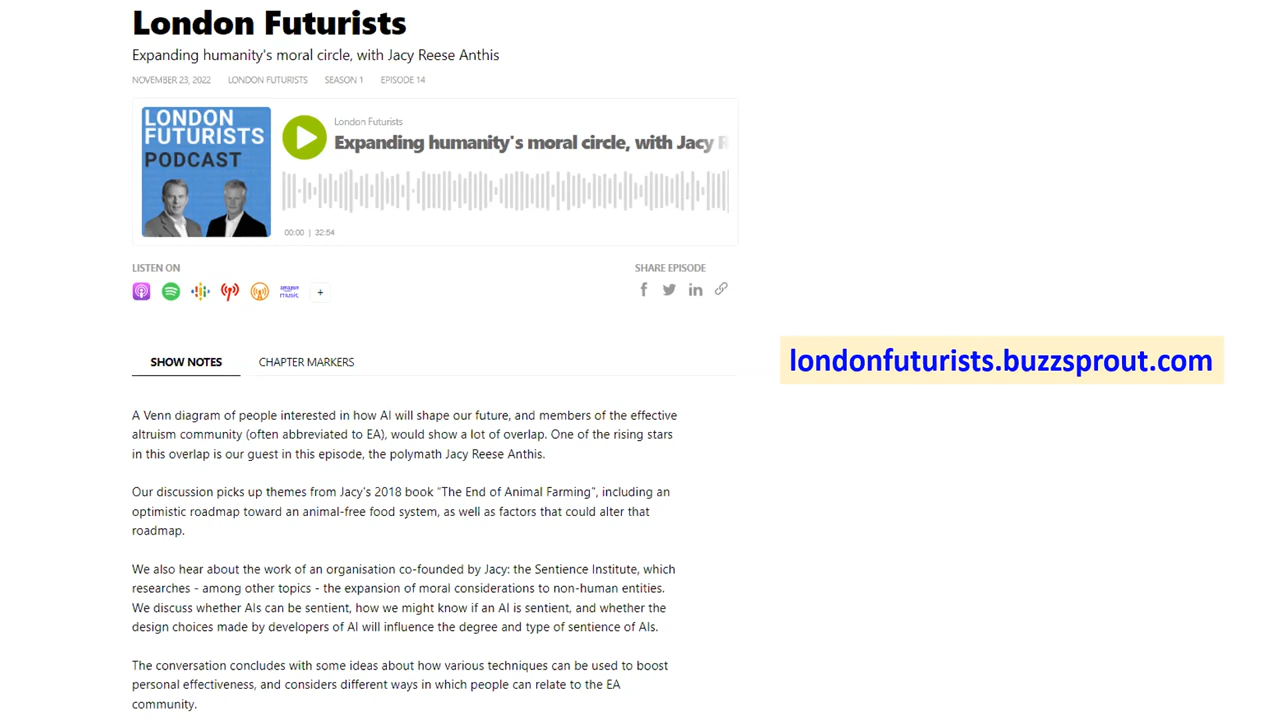 London Futurists
Expanding humanity's moral circle, with Jacy Reese Anthis
NOVEMBER 23, 2022 LONDON FUTURISTS SEASON 1 EPISODE 14
LONDON
FUTURISTS
PODCAST
London Futurists
Expanding humanity's moral circle, with Jacy R
00:00 | 32:54
LISTEN ON
SHARE EPISODE
amazon
music
+
SHOW NOTES CHAPTER MARKERS
londonfuturists.buzzsprout.com
A Venn diagram of people interested in how AI will shape our future, and members of the effective
altruism community (often abbreviated to EA), would show a lot of overlap. One of the rising stars
in this overlap is our guest in this episode, the polymath Jacy Reese Anthis.
Our discussion picks up themes from Jacy's 2018 book “The End of Animal Farming”, including an
optimistic roadmap toward an animal-free food system, as well as factors that could alter that
roadmap.
We also hear about the work of an organisation co-founded by Jacy: the Sentience Institute, which
researches - among other topics - the expansion of moral considerations to non-human entities.
We discuss whether AIs can be sentient, how we might know if an AI is sentient, and whether the
design choices made by developers of AI will influence the degree and type of sentience of AIs.
The conversation concludes with some ideas about how various techniques can be used to boost
personal effectiveness, and considers different ways in which people can relate to the EA
community.